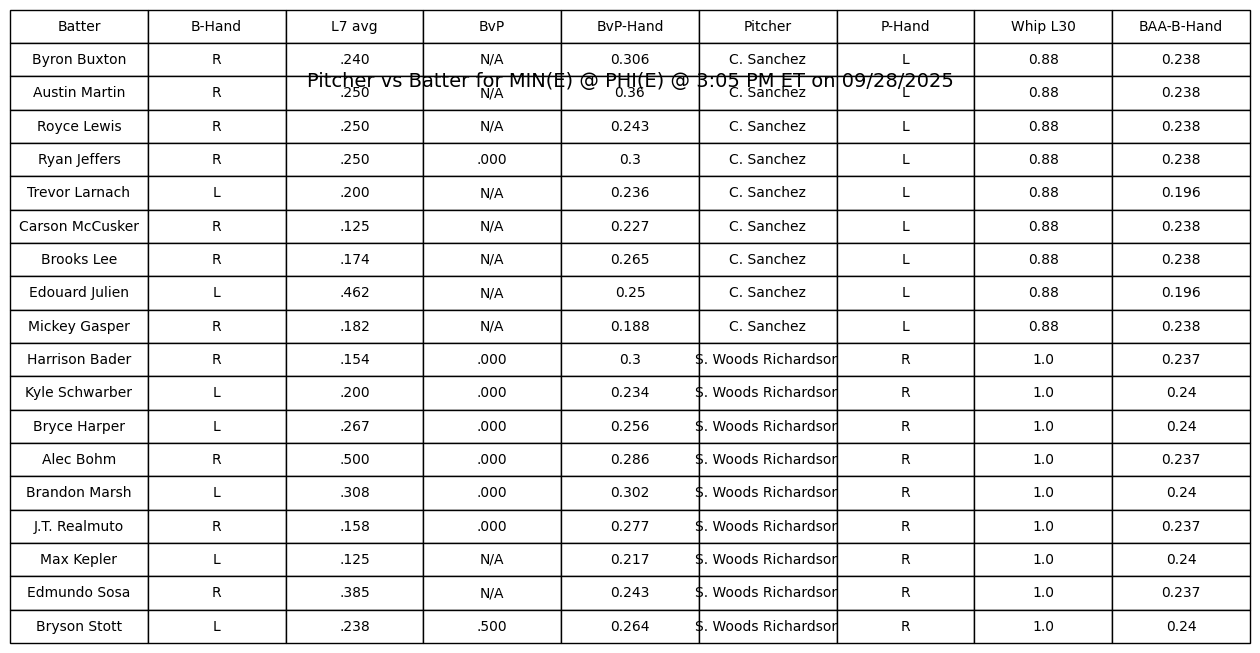 Batter B-Hand L7 avg BvP BvP-Hand Pitcher P-Hand Whip L30 BAA-B-Hand
Byron Buxton R .240 N/A 0.306 C. Sanchez L 0.88 0.238
Pitcher vs Batter for MIN(E) @ PHI(E) @ 3:05 PM ET on 09/28/2025
Austin Martin R .250 N/A 0.36 C. Sanchez L 0.88 0.238
Royce Lewis R .250 N/A 0.243 C. Sanchez L 0.88 0.238
Ryan Jeffers R .250 .000 0.3 C. Sanchez L 0.88 0.238
Trevor Larnach L .200 N/A 0.236 C. Sanchez L 0.88 0.196
Carson McCusker R .125 N/A 0.227 C. Sanchez L 0.88 0.238
Brooks Lee R .174 N/A 0.265 C. Sanchez L 0.88 0.238
Edouard Julien L .462 N/A 0.25 C. Sanchez L 0.88 0.196
Mickey Gasper R .182 N/A 0.188 C. Sanchez L 0.88 0.238
Harrison Bader R .154 .000 0.3 S. Woods Richardson R 1.0 0.237
Kyle Schwarber L .200 .000 0.234 S. Woods Richardson R 1.0 0.24
Bryce Harper L .267 .000 0.256 S. Woods Richardson R 1.0 0.24
Alec Bohm R .500 .000 0.286 S. Woods Richardson R 1.0 0.237
Brandon Marsh L .308 .000 0.302 S. Woods Richardson R 1.0 0.24
J.T. Realmuto R .158 .000 0.277 S. Woods Richardson R 1.0 0.237
Max Kepler L .125 N/A 0.217 S. Woods Richardson R 1.0 0.24
Edmundo Sosa R .385 N/A 0.243 S. Woods Richardson R 1.0 0.237
Bryson Stott L .238 .500 0.264 S. Woods Richardson R 1.0 0.24